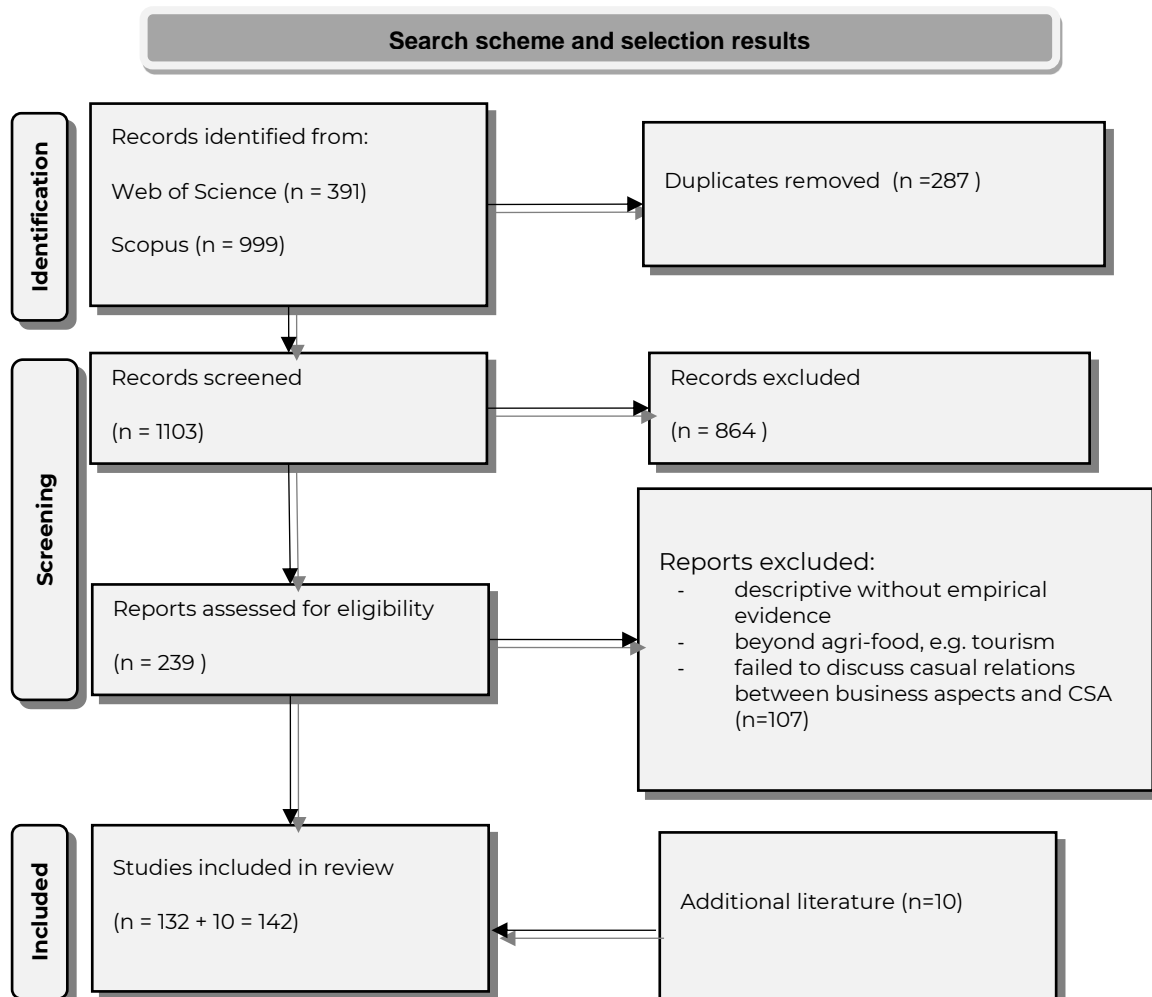 Search scheme and selection results
Identification
Records identified from:
Web of Science (n = 391)
Scopus (n = 999)
Duplicates removed (n =287 )
Screening
Records screened
(n = 1103)
Records excluded
(n = 864 )
Reports assessed for eligibility
(n = 239 )
Reports excluded:
- descriptive without empirical
evidence
- beyond agri-food, e.g. tourism
- failed to discuss casual relations
between business aspects and CSA
(n=107)
Included
Studies included in review
(n = 132 + 10 = 142)
Additional literature (n=10)